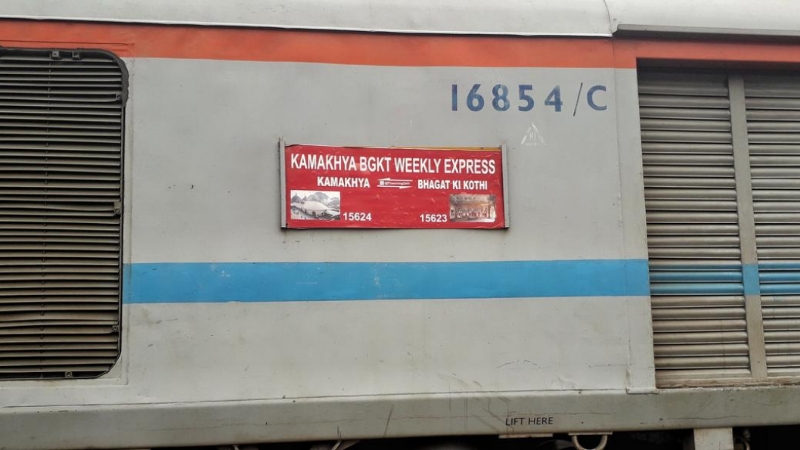 16854/C
KAMAKHYA BGKT WEEKLY EXPRESS
KAMAKHYA BHAGAT KI KOTHI
15624 15623
LIFT HERE